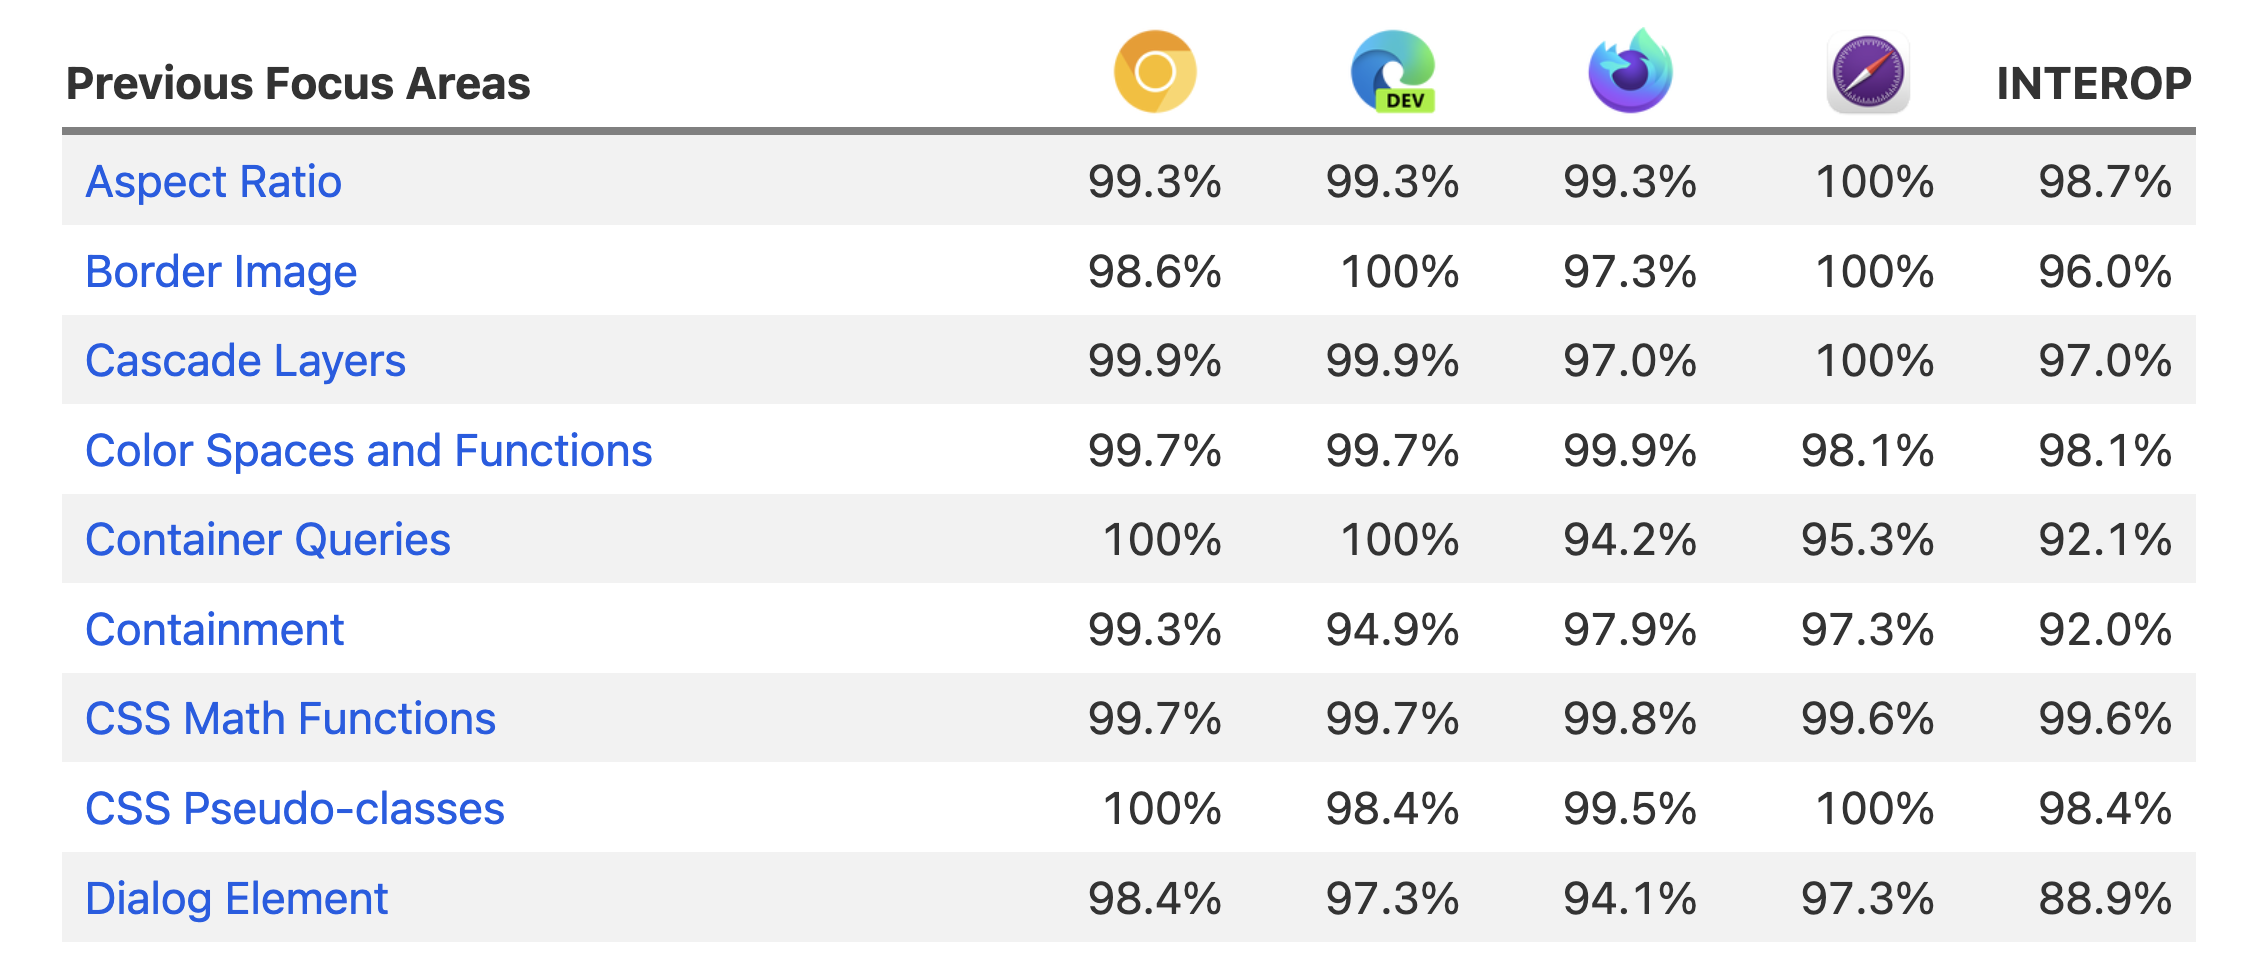 Previous Focus Areas INTEROP
DEV
Aspect Ratio 99.3% 99.3% 99.3% 100% 98.7%
Border Image 98.6% 100% 97.3% 100% 96.0%
Cascade Layers 99.9% 99.9% 97.0% 100% 97.0%
Color Spaces and Functions 99.7% 99.7% 99.9% 98.1% 98.1%
Container Queries 100% 100% 94.2% 95.3% 92.1%
Containment 99.3% 94.9% 97.9% 97.3% 92.0%
CSS Math Functions 99.7% 99.7% 99.8% 99.6% 99.6%
CSS Pseudo-classes 100% 98.4% 99.5% 100% 98.4%
Dialog Element 98.4% 97.3% 94.1% 97.3% 88.9%